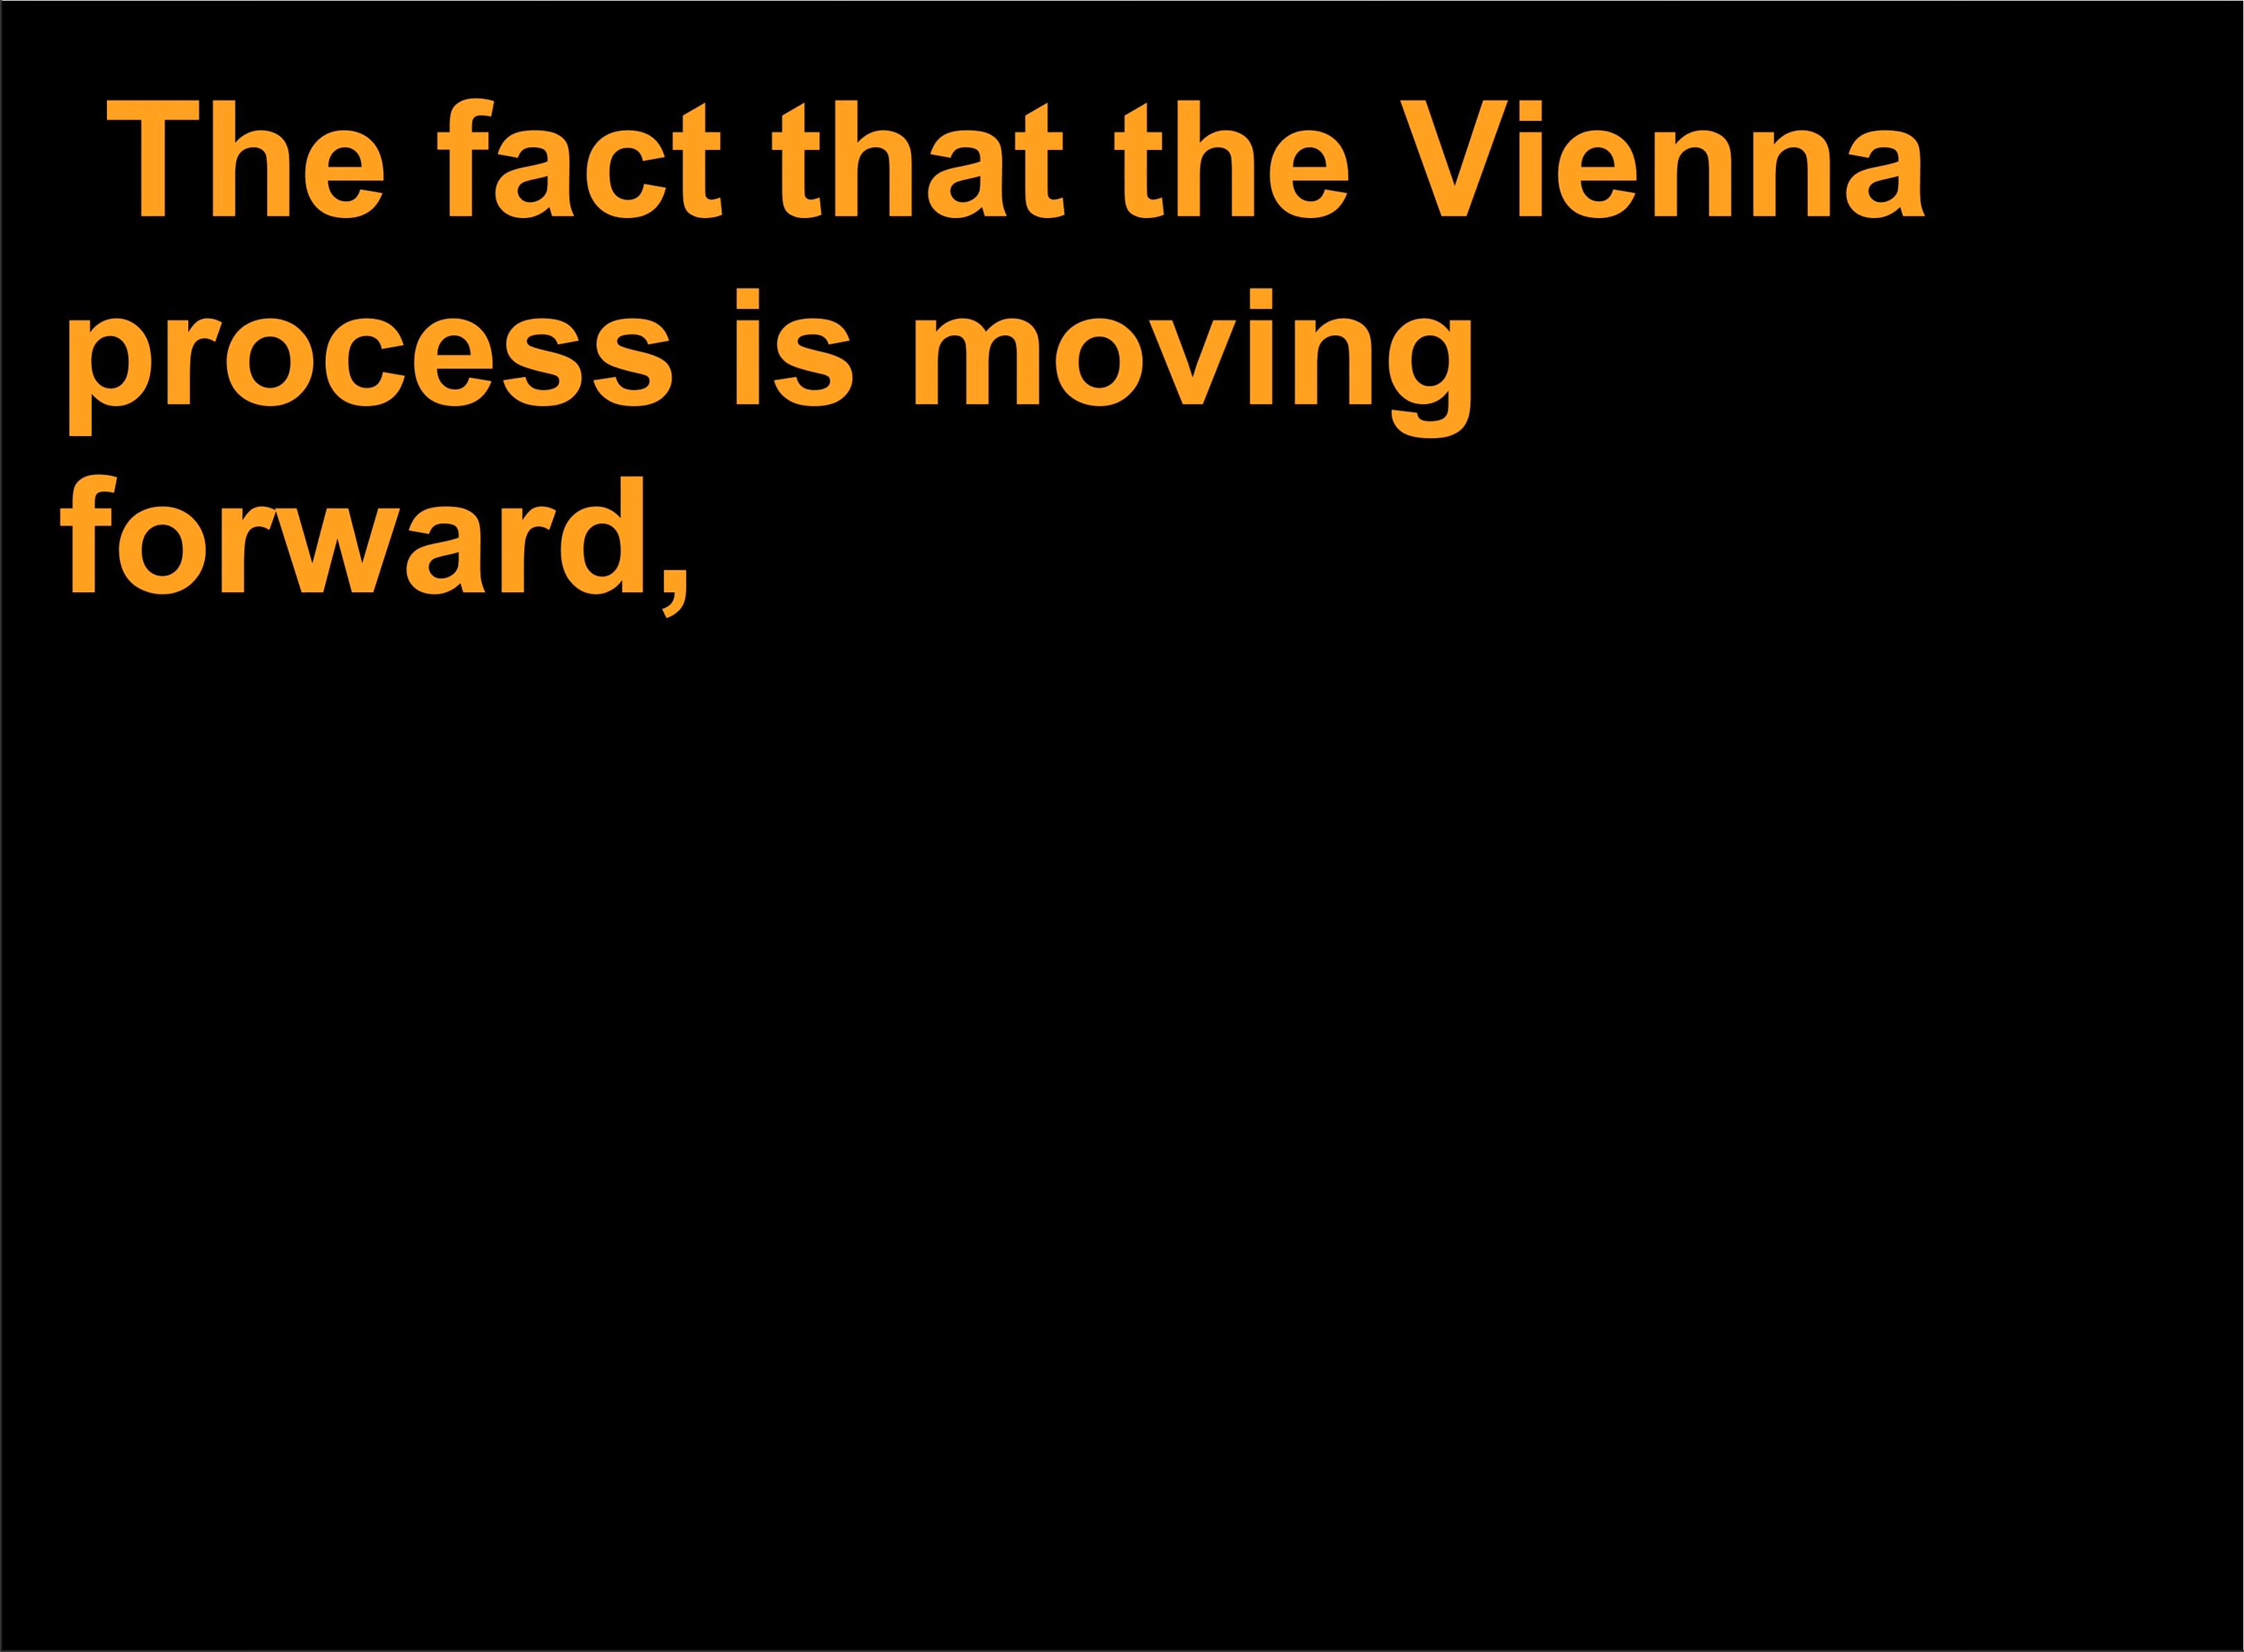 The fact that the Vienna
process is moving
forward,